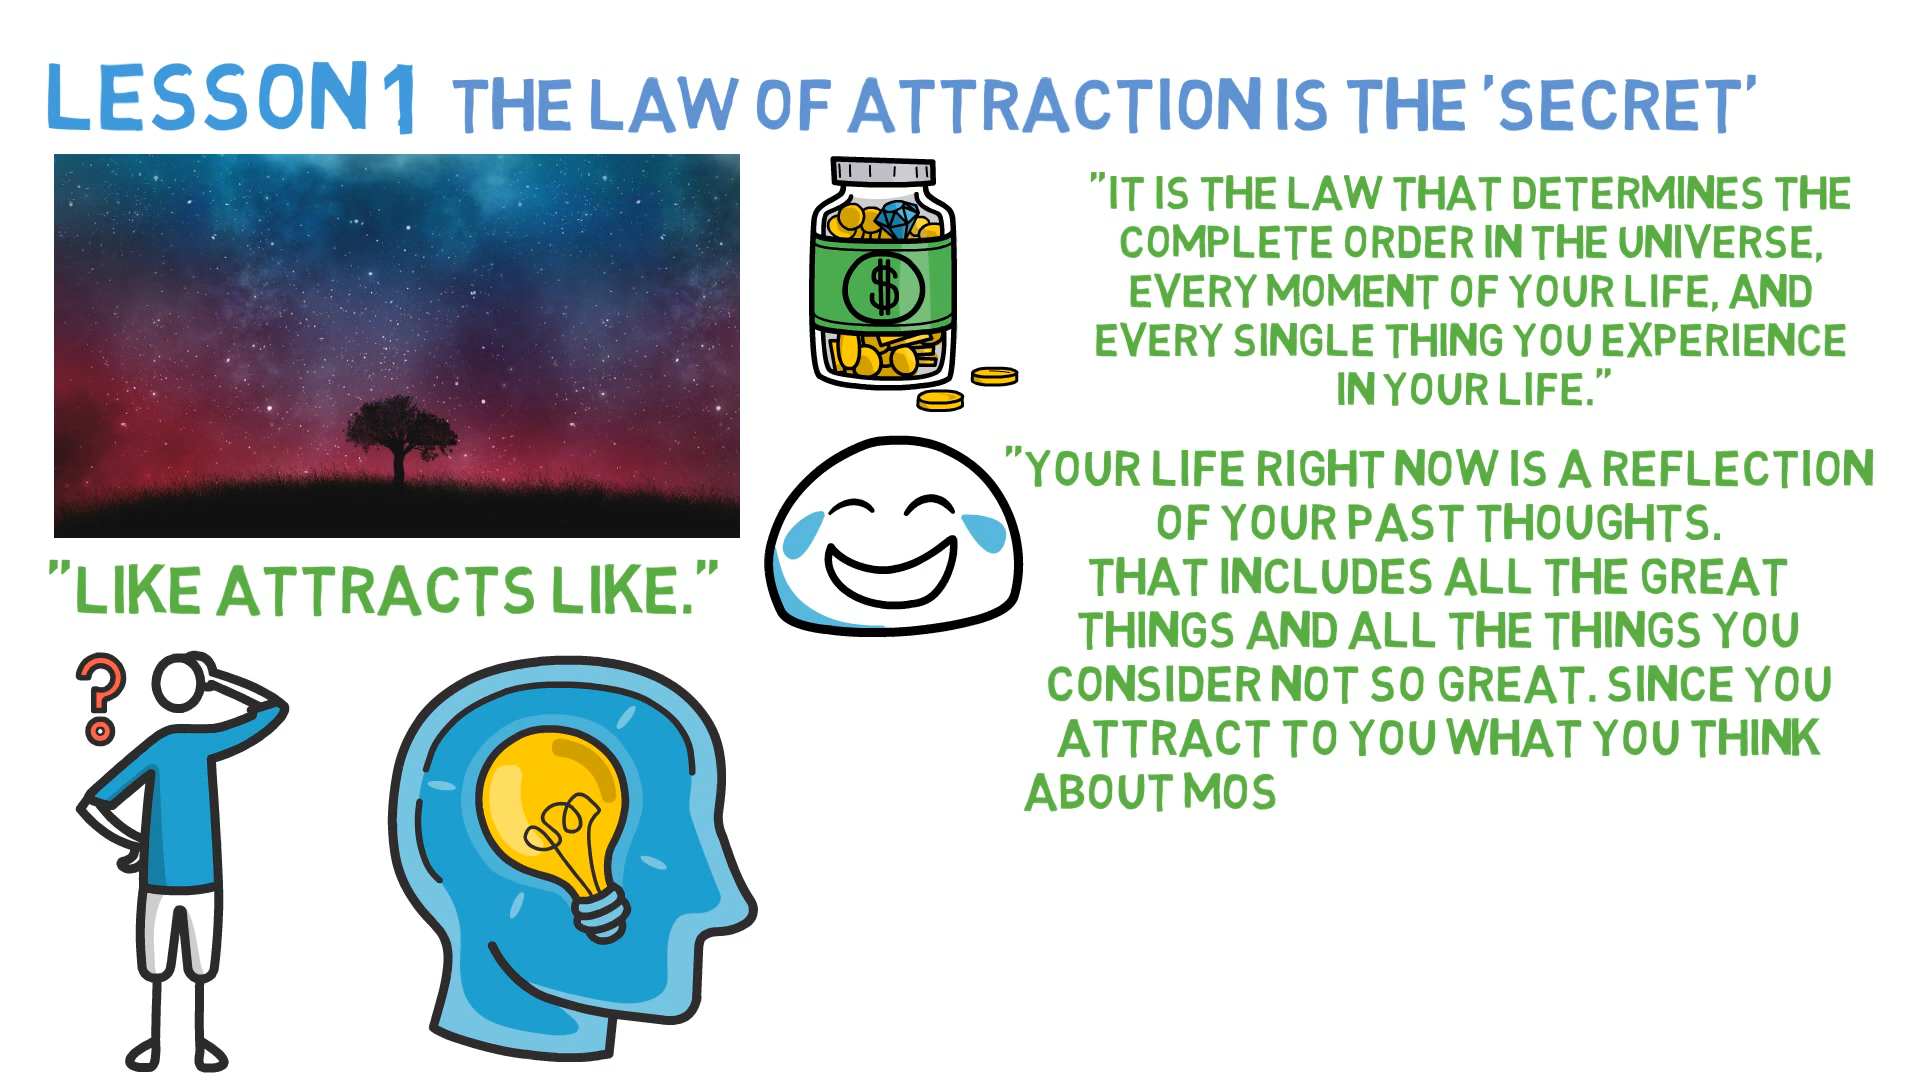 LESSON 1 THE LAW OF ATTRACTION IS THE 'SECRET'
"LIKE ATTRACTS LIKE."
$
"IT IS THE LAW THAT DETERMINES THE
COMPLETE ORDER IN THE UNIVERSE,
EVERY MOMENT OF YOUR LIFE, AND
EVERY SINGLE THING YOU EXPERIENCE
IN YOUR LIFE."
"YOUR LIFE RIGHT NOW IS A REFLECTION
OF YOUR PAST THOUGHTS.
THAT INCLUDES ALL THE GREAT
THINGS AND ALL THE THINGS YOU
CONSIDER NOT SO GREAT. SINCE YOU
ATTRACT TO YOU WHAT YOU THINK
ABOUT MOS
?